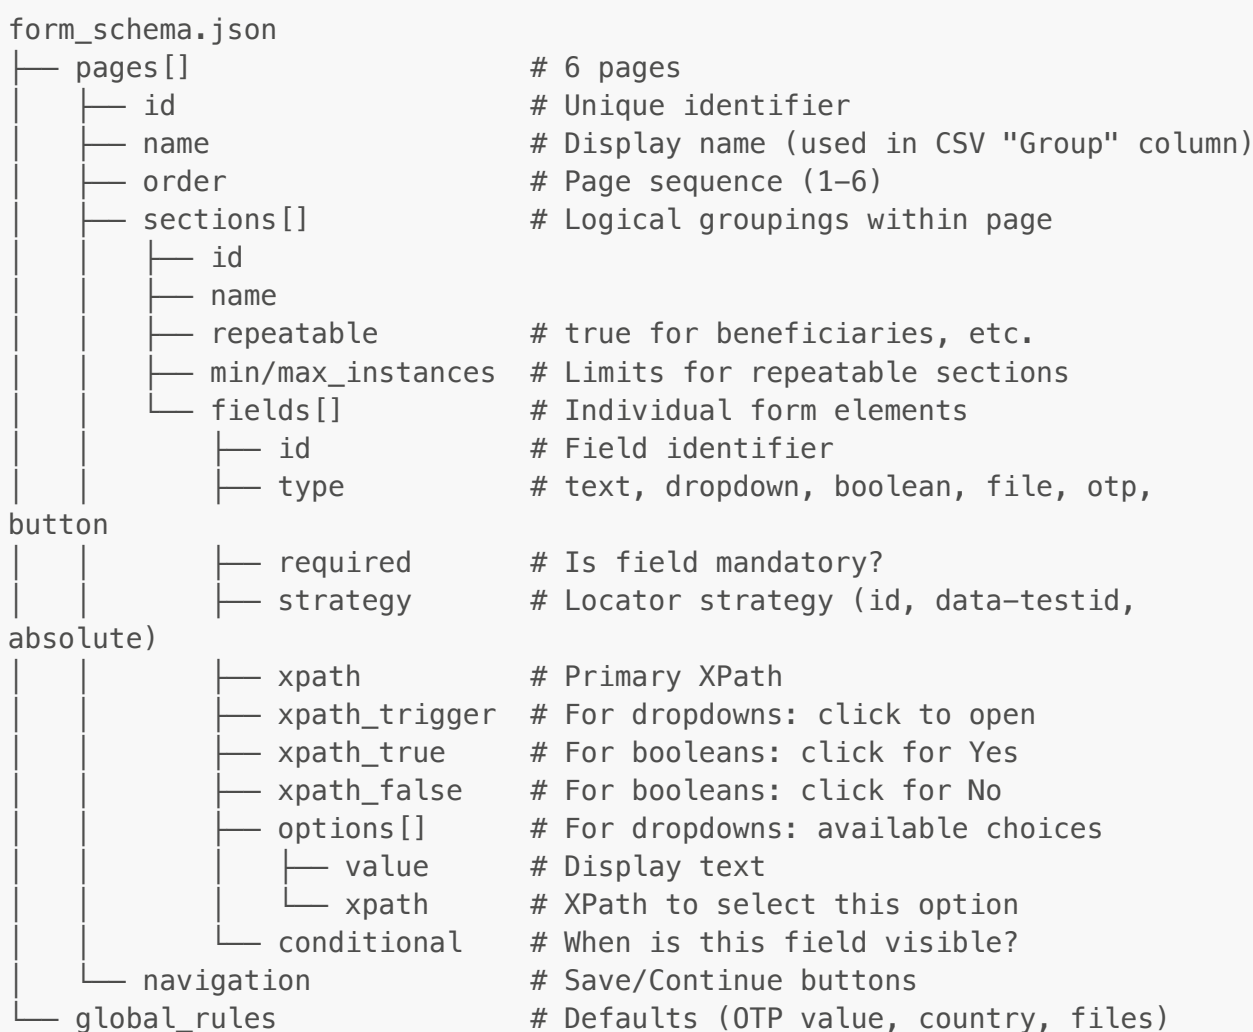 form_schema.json
├── pages[]                    # 6 pages
│   ├── id                     # Unique identifier
│   ├── name                   # Display name (used in CSV "Group" column)
│   ├── order                  # Page sequence (1–6)
│   ├── sections[]             # Logical groupings within page
│   │   ├── id
│   │   ├── name
│   │   ├── repeatable         # true for beneficiaries, etc.
│   │   ├── min/max_instances  # Limits for repeatable sections
│   │   └── fields[]           # Individual form elements
│   │       ├── id             # Field identifier
│   │       ├── type           # text, dropdown, boolean, file, otp,
button
│   │       ├── required       # Is field mandatory?
│   │       ├── strategy       # Locator strategy (id, data–testid,
absolute)
│   │       ├── xpath          # Primary XPath
│   │       ├── xpath_trigger  # For dropdowns: click to open
│   │       ├── xpath_true     # For booleans: click for Yes
│   │       ├── xpath_false    # For booleans: click for No
│   │       ├── options[]      # For dropdowns: available choices
│   │       │   ├── value      # Display text
│   │       │   └── xpath      # XPath to select this option
│   │       └── conditional    # When is this field visible?
│   └── navigation             # Save/Continue buttons
└── global_rules               # Defaults (OTP value, country, files)